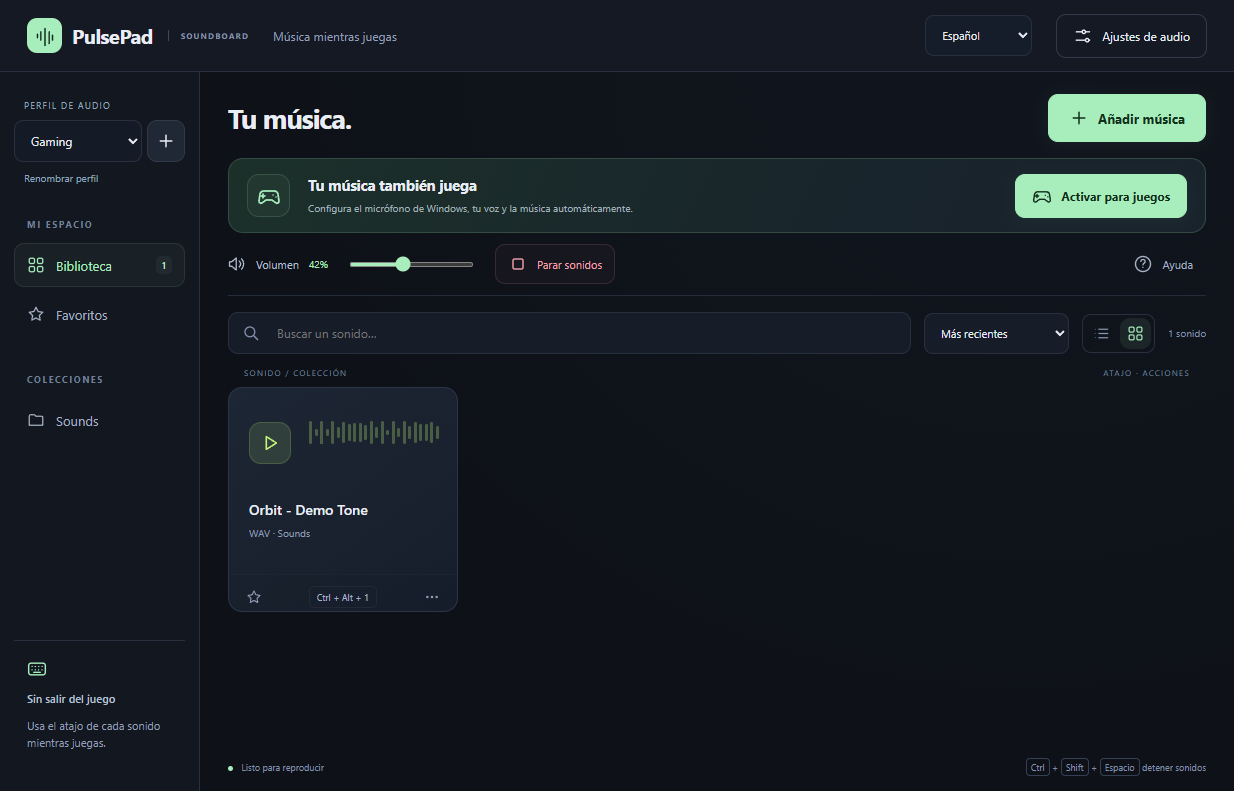 PulsePad
SOUNDBOARD
Música mientras juegas
Español
Ajustes de audio
PERFIL DE AUDIO
Gaming
Renombrar perfil
MI ESPACIO
Biblioteca
1
Favoritos
COLECCIONES
Sounds
Sin salir del juego
Usa el atajo de cada sonido
mientras juegas.
Tu música.
Añadir música
Tu música también juega
Configura el micrófono de Windows, tu voz y la música automáticamente.
Activar para juegos
Volumen 42%
Parar sonidos
Ayuda
Buscar un sonido...
Más recientes
1 sonido
SONIDO / COLECCIÓN
ATAJO · ACCIONES
Orbit - Demo Tone
WAV · Sounds
Ctrl + Alt + 1
Listo para reproducir
Ctrl + Shift + Espacio detener sonidos